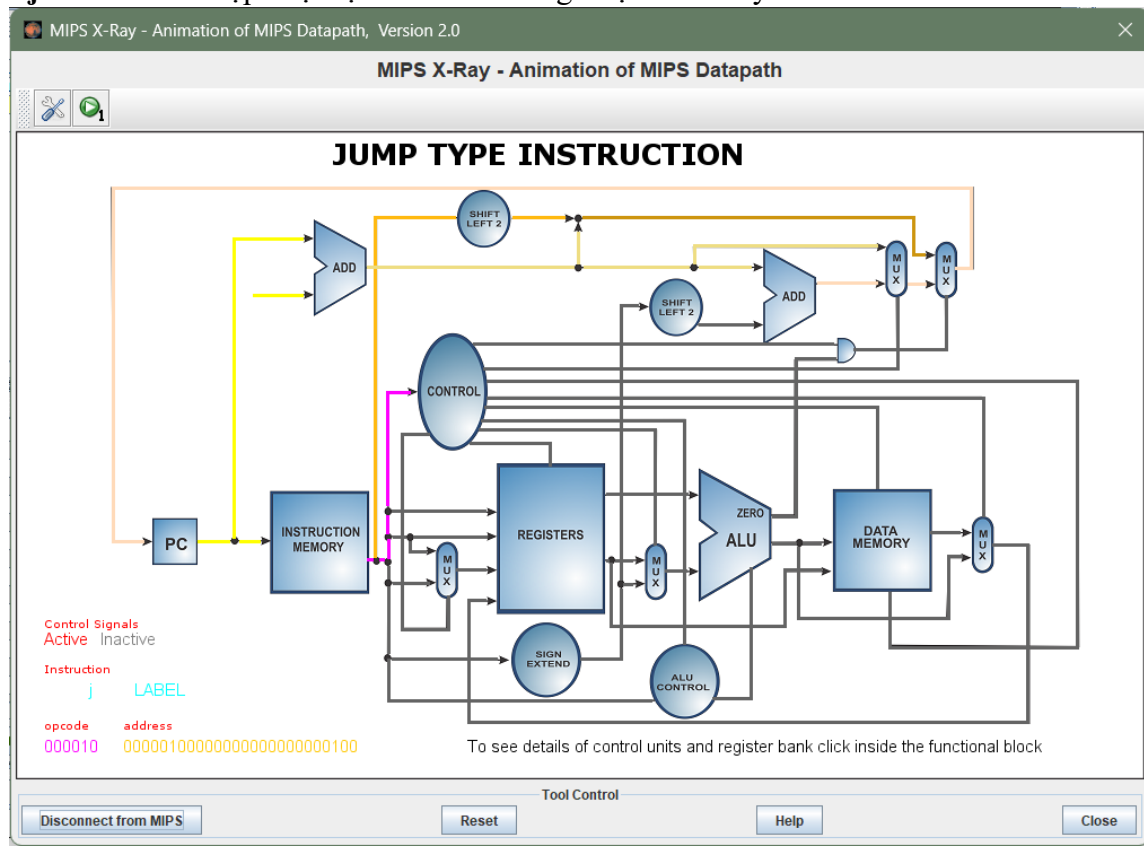 MIPS X-Ray - Animation of MIPS Datapath, Version 2.0
MIPS X-Ray - Animation of MIPS Datapath
1
JUMP TYPE INSTRUCTION
SHIFT
LEFT 2
ADD
MUX
MUX
SHIFT
LEFT 2
ADD
CONTROL
PC
INSTRUCTION
MEMORY
MUX
REGISTERS
MUX
ZERO
ALU
DATA
MEMORY
MUX
SIGN
EXTEND
ALU
CONTROL
Control Signals
Active Inactive
Instruction
j LABEL
opcode address
000010 00000100000000000000000100
To see details of control units and register bank click inside the functional block
Tool Control
Disconnect from MIPS Reset Help Close